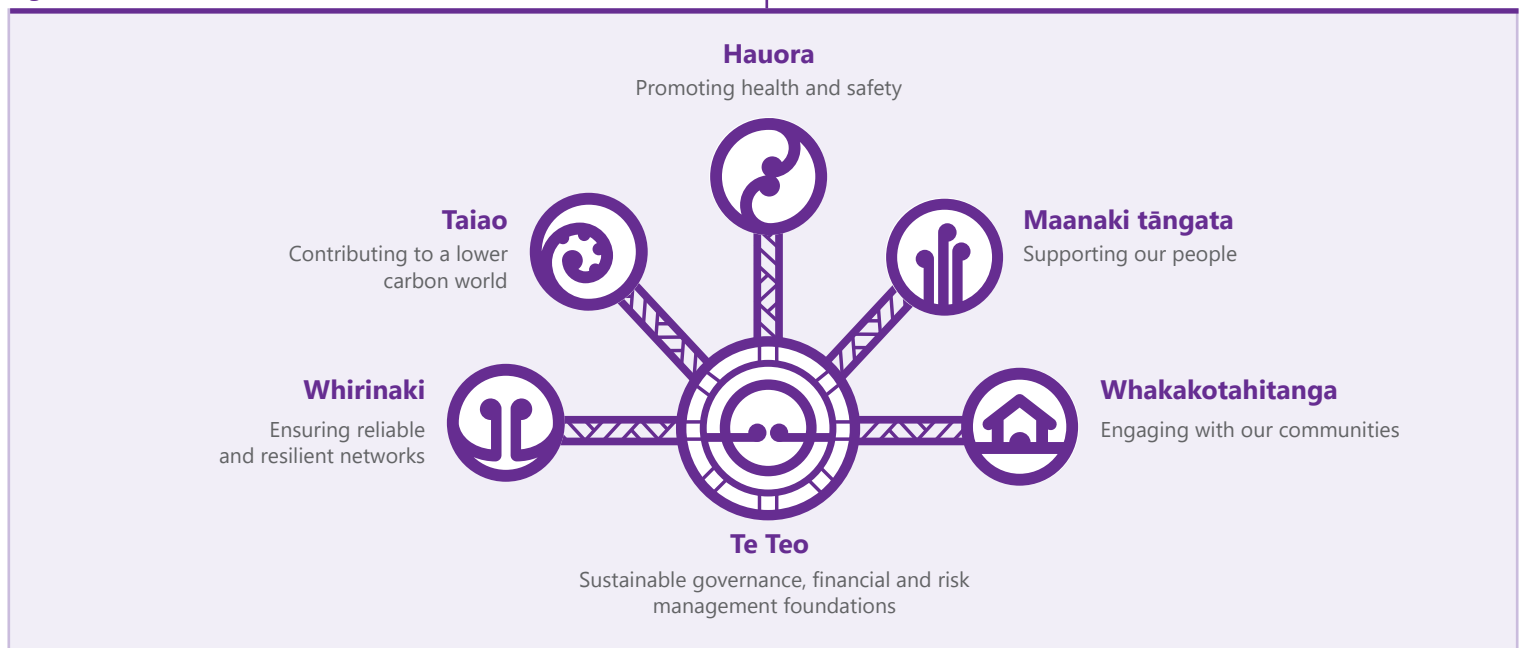 Hauora
Promoting health and safety
Taiao
Contributing to a lower
carbon world
Maanaki tāngata
Supporting our people
Whirinaki
Ensuring reliable
and resilient networks
Whakakotahitanga
Engaging with our communities
Te Teo
Sustainable governance, financial and risk
management foundations